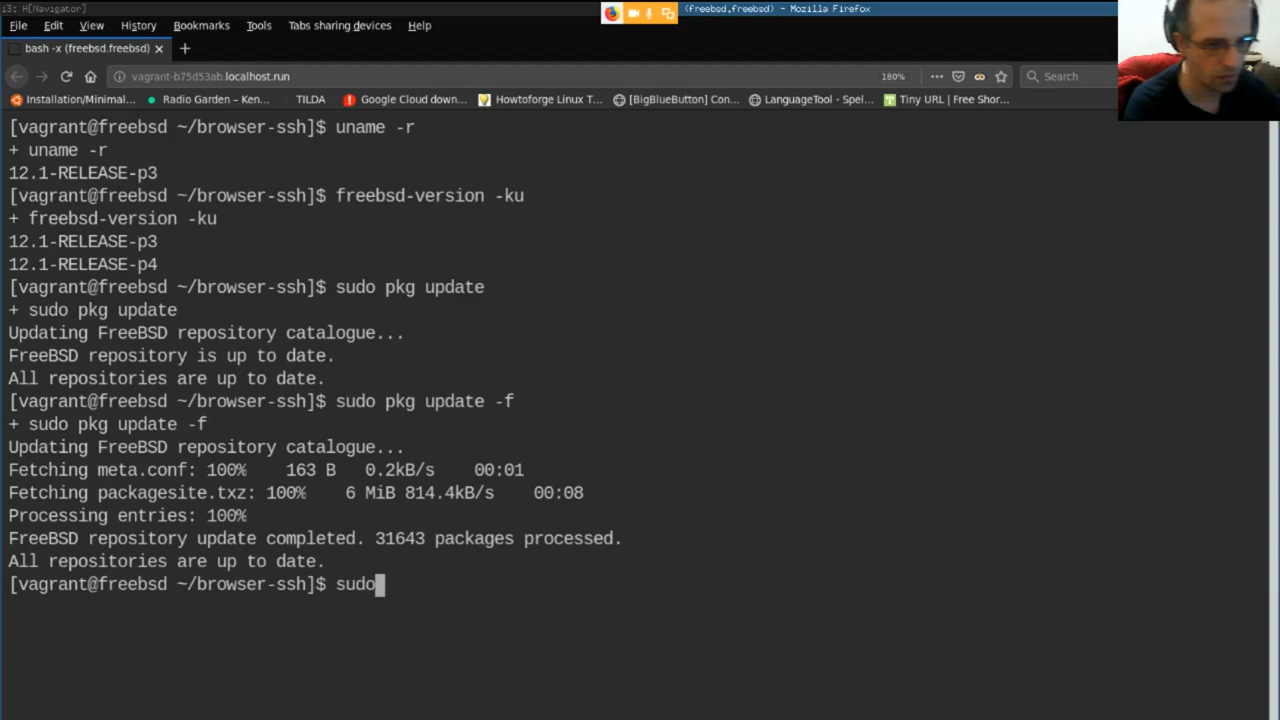 i3: H[Navigator]
(freebsd,freebsd) - Mozilla Firefox
File Edit View History Bookmarks Tools Tabs sharing devices Help
bash -x (freebsd.freebsd)
vagrant-b75d53ab.localhost.run 180% Search
Installation/Minimal... Radio Garden – Ken... TILDA Google Cloud down... Howtoforge Linux T... [BigBlueButton] Con... LanguageTool - Spel... Tiny URL | Free Shor...
[vagrant@freebsd ~/browser-ssh]$ uname -r
+ uname -r
12.1-RELEASE-p3
[vagrant@freebsd ~/browser-ssh]$ freebsd-version -ku
+ freebsd-version -ku
12.1-RELEASE-p3
12.1-RELEASE-p4
[vagrant@freebsd ~/browser-ssh]$ sudo pkg update
+ sudo pkg update
Updating FreeBSD repository catalogue...
FreeBSD repository is up to date.
All repositories are up to date.
[vagrant@freebsd ~/browser-ssh]$ sudo pkg update -f
+ sudo pkg update -f
Updating FreeBSD repository catalogue...
Fetching meta.conf: 100% 163 B 0.2kB/s 00:01
Fetching packagesite.txz: 100% 6 MiB 814.4kB/s 00:08
Processing entries: 100%
FreeBSD repository update completed. 31643 packages processed.
All repositories are up to date.
[vagrant@freebsd ~/browser-ssh]$ sudo